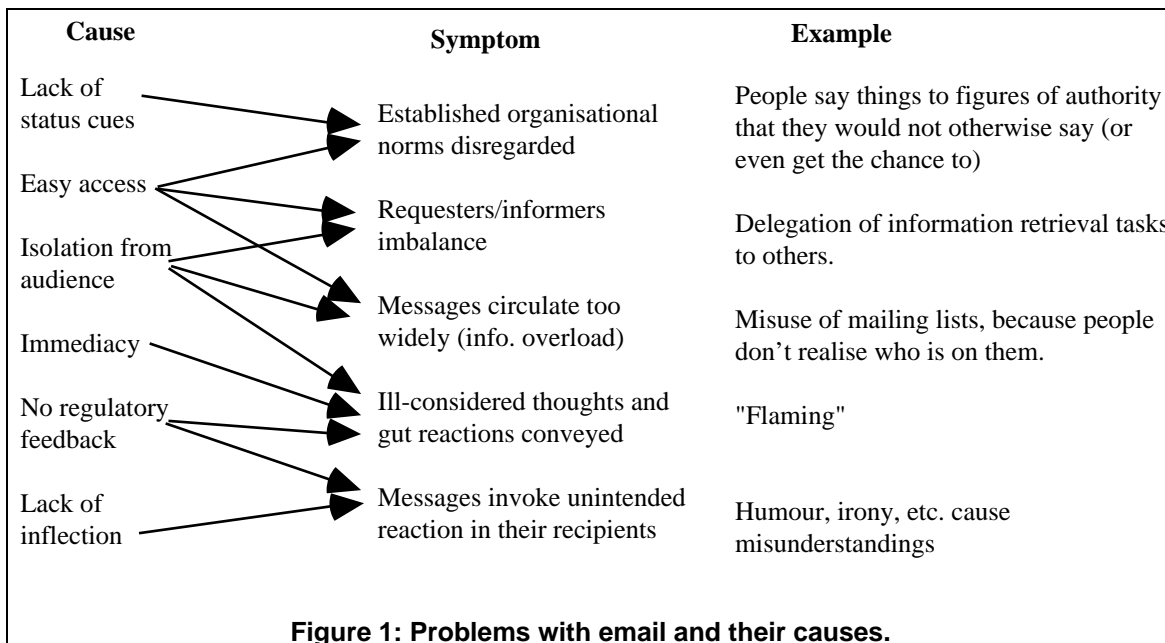 Cause
Symptom
Example
Lack of
status cues
Easy access
Isolation from
audience
Immediacy
No regulatory
feedback
Lack of
inflection
Established organisational
norms disregarded
Requesters/informers
imbalance
Messages circulate too
widely (info. overload)
Ill-considered thoughts and
gut reactions conveyed
Messages invoke unintended
reaction in their recipients
People say things to figures of authority
that they would not otherwise say (or
even get the chance to)
Delegation of information retrieval tasks
to others.
Misuse of mailing lists, because people
don't realise who is on them.
"Flaming"
Humour, irony, etc. cause
misunderstandings
Figure 1: Problems with email and their causes.